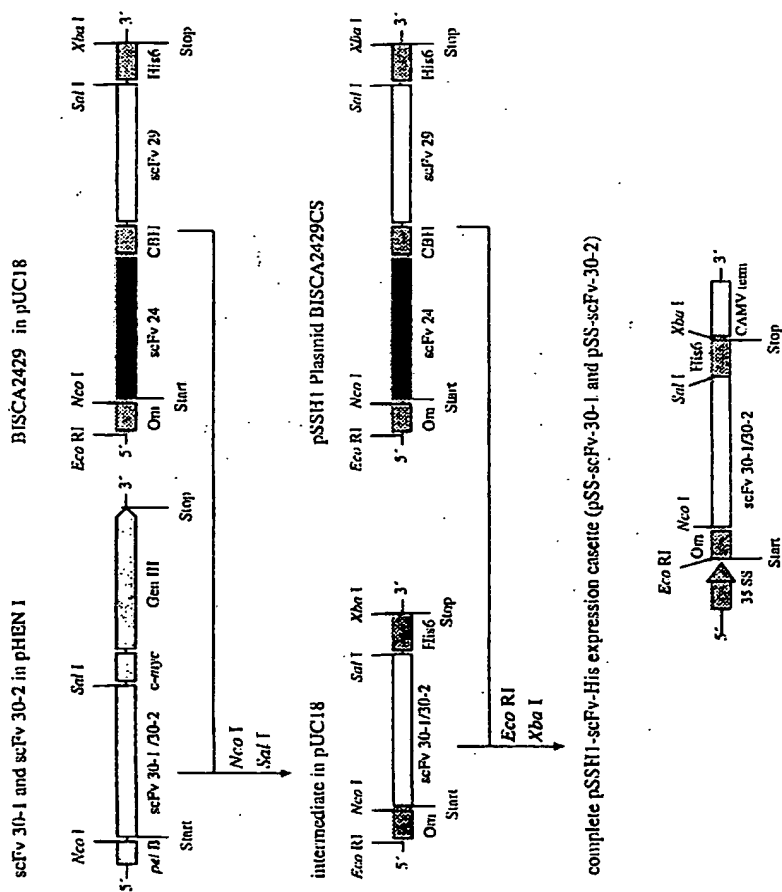 scFv 30-1 and scFv 30-2 in pHEN I
Nco I
Sal I
5´
3´
pel B
scFv 30-1/30-2
c-myc
Gen III
Start
Stop
BISCA2429 in pUC18
Eco RI
Nco I
Sal I
Xba I
5´
3´
Om
scFv 24
CBH
scFv 29
His6
Start
Stop
Nco I
Sal I
intermediate in pUC18
Eco RI
Nco I
Sal I
Xba I
5´
3´
Om
scFv 30-1/30-2
His6
Start
Stop
pSSH1 Plasmid BISCA2429CS
Eco RI
Nco I
Sal I
Xba I
5´
3´
Om
scFv 24
CBH
scFv 29
His6
Start
Stop
Eco RI
Xba I
complete pSSH1-scFv-His expression casette (pSS-scFv-30-1 and pSS-scFv-30-2)
Eco RI
Nco I
Sal I
Xba I
5´
3´
35 SS
Om
scFv 30-1/30-2
His6
CAMV term
Start
Stop